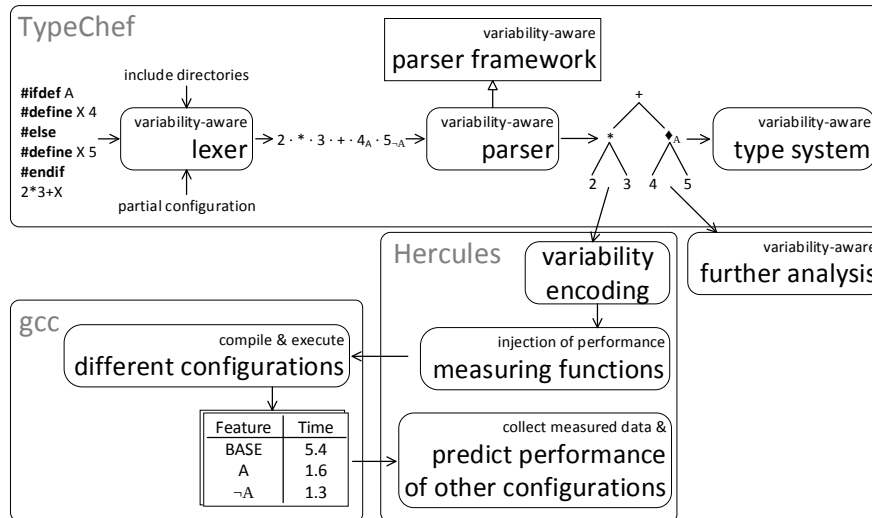 TypeChef
#ifdef A
#define X 4
#else
#define X 5
#endif
2*3+X
include directories
variability-aware
lexer
partial configuration
2 · * · 3 · + · 4A · 5¬A
variability-aware
parser framework
variability-aware
parser
+
* ♦A
2 3 4 5
variability-aware
type system
variability-aware
further analysis
Hercules
variability
encoding
injection of performance
measuring functions
gcc
compile & execute
different configurations
Feature Time
BASE 5.4
A 1.6
¬A 1.3
collect measured data &
predict performance
of other configurations